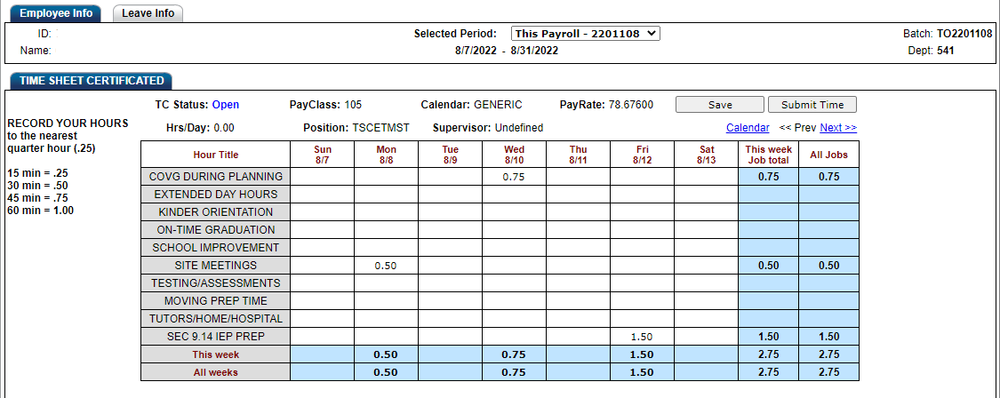 Employee Info Leave Info
ID: Selected Period: This Payroll - 2201108 Batch: TO2201108
Name: 8/7/2022 - 8/31/2022 Dept: 541
TIME SHEET CERTIFICATED
TC Status: Open PayClass: 105 Calendar: GENERIC PayRate: 78.67600 Save Submit Time
Hrs/Day: 0.00 Position: TSCETMST Supervisor: Undefined Calendar << Prev Next >>
RECORD YOUR HOURS
to the nearest
quarter hour (.25)
15 min = .25
30 min = .50
45 min = .75
60 min = 1.00
Hour Title Sun 8/7 Mon 8/8 Tue 8/9 Wed 8/10 Thu 8/11 Fri 8/12 Sat 8/13 This week Job total All Jobs
COVG DURING PLANNING 0.75 0.75 0.75
EXTENDED DAY HOURS
KINDER ORIENTATION
ON-TIME GRADUATION
SCHOOL IMPROVEMENT
SITE MEETINGS 0.50 0.50 0.50
TESTING/ASSESSMENTS
MOVING PREP TIME
TUTORS/HOME/HOSPITAL
SEC 9.14 IEP PREP 1.50 1.50 1.50
This week 0.50 0.75 1.50 2.75 2.75
All weeks 0.50 0.75 1.50 2.75 2.75